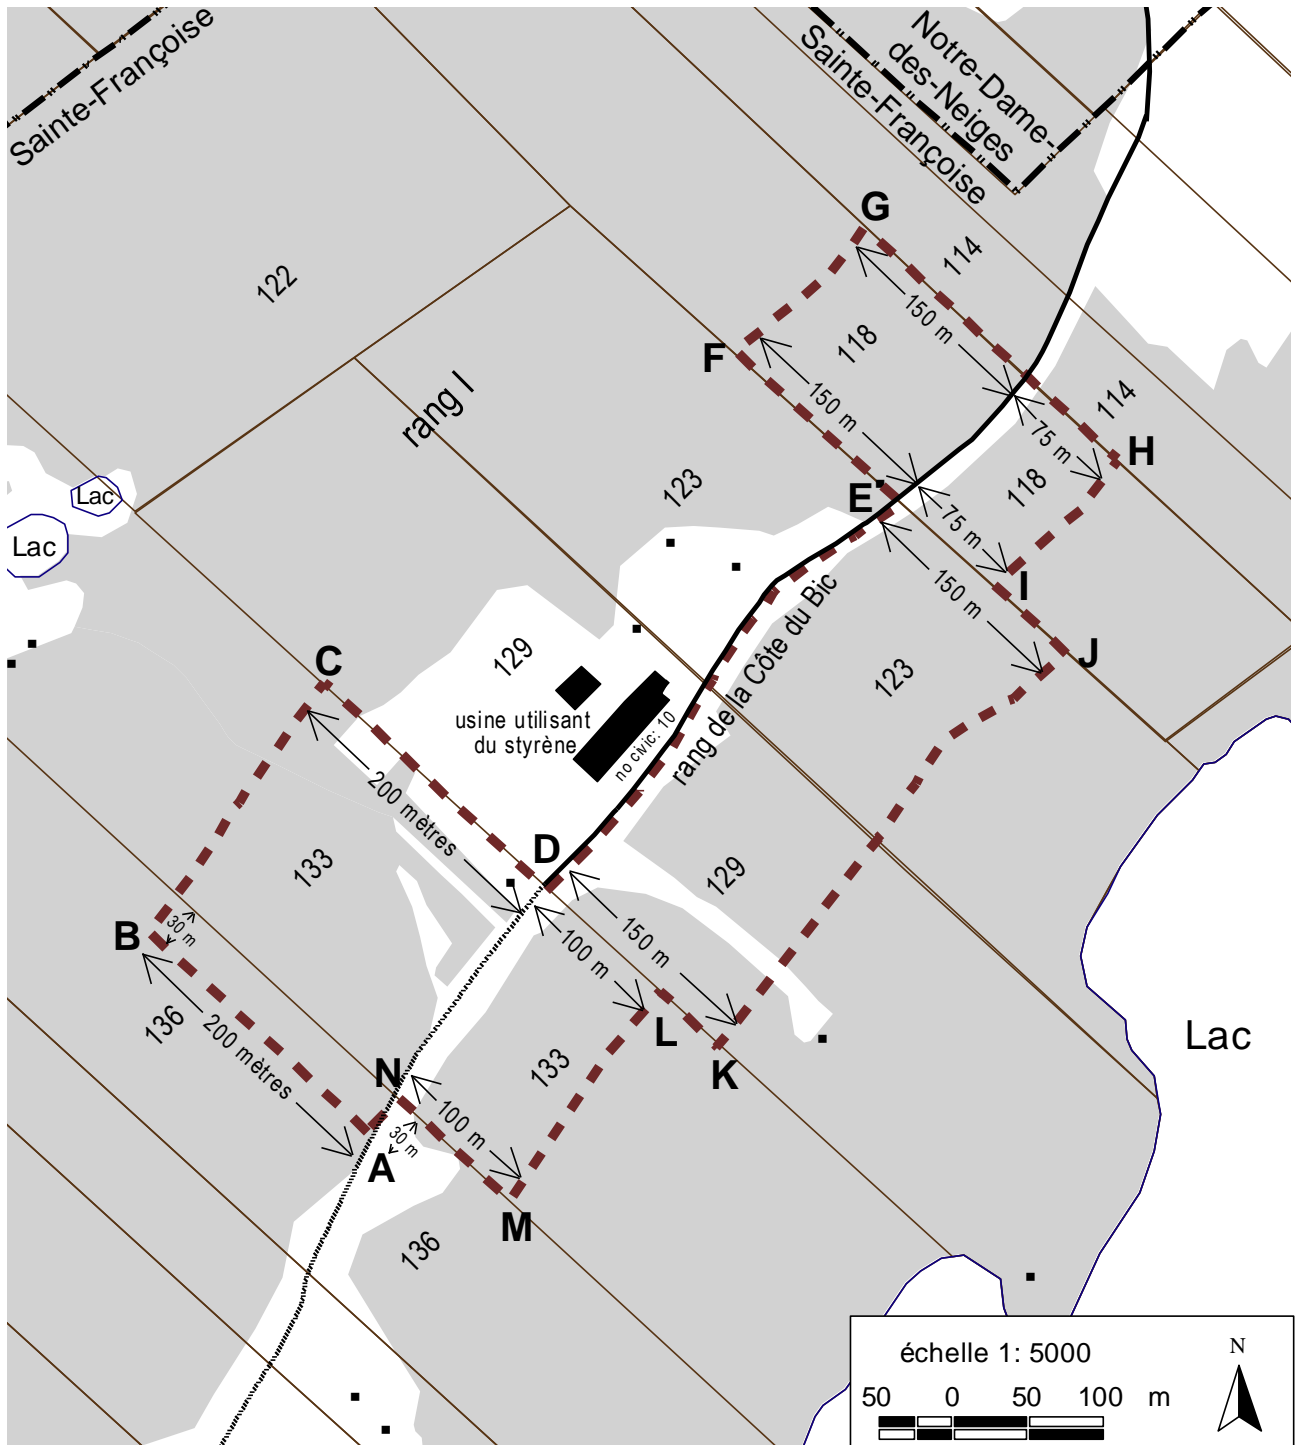 Sainte-Françoise
Notre-Dame-
des-Neiges
Sainte-Françoise
G
114
122
150 m
118
F
150 m
114
rang I
75 m
H
123
E
118
Lac
75 m
Lac
150 m
I
rang de la Côte du Bic
J
C
129
123
usine utilisant
du styrène
no civic: 10
200 mètres
D
133
129
B
30 m
100 m
150 m
136
200 mètres
L
Lac
K
N
133
100 m
30 m
A
M
136
échelle 1: 5000
N
50 0 50 100 m